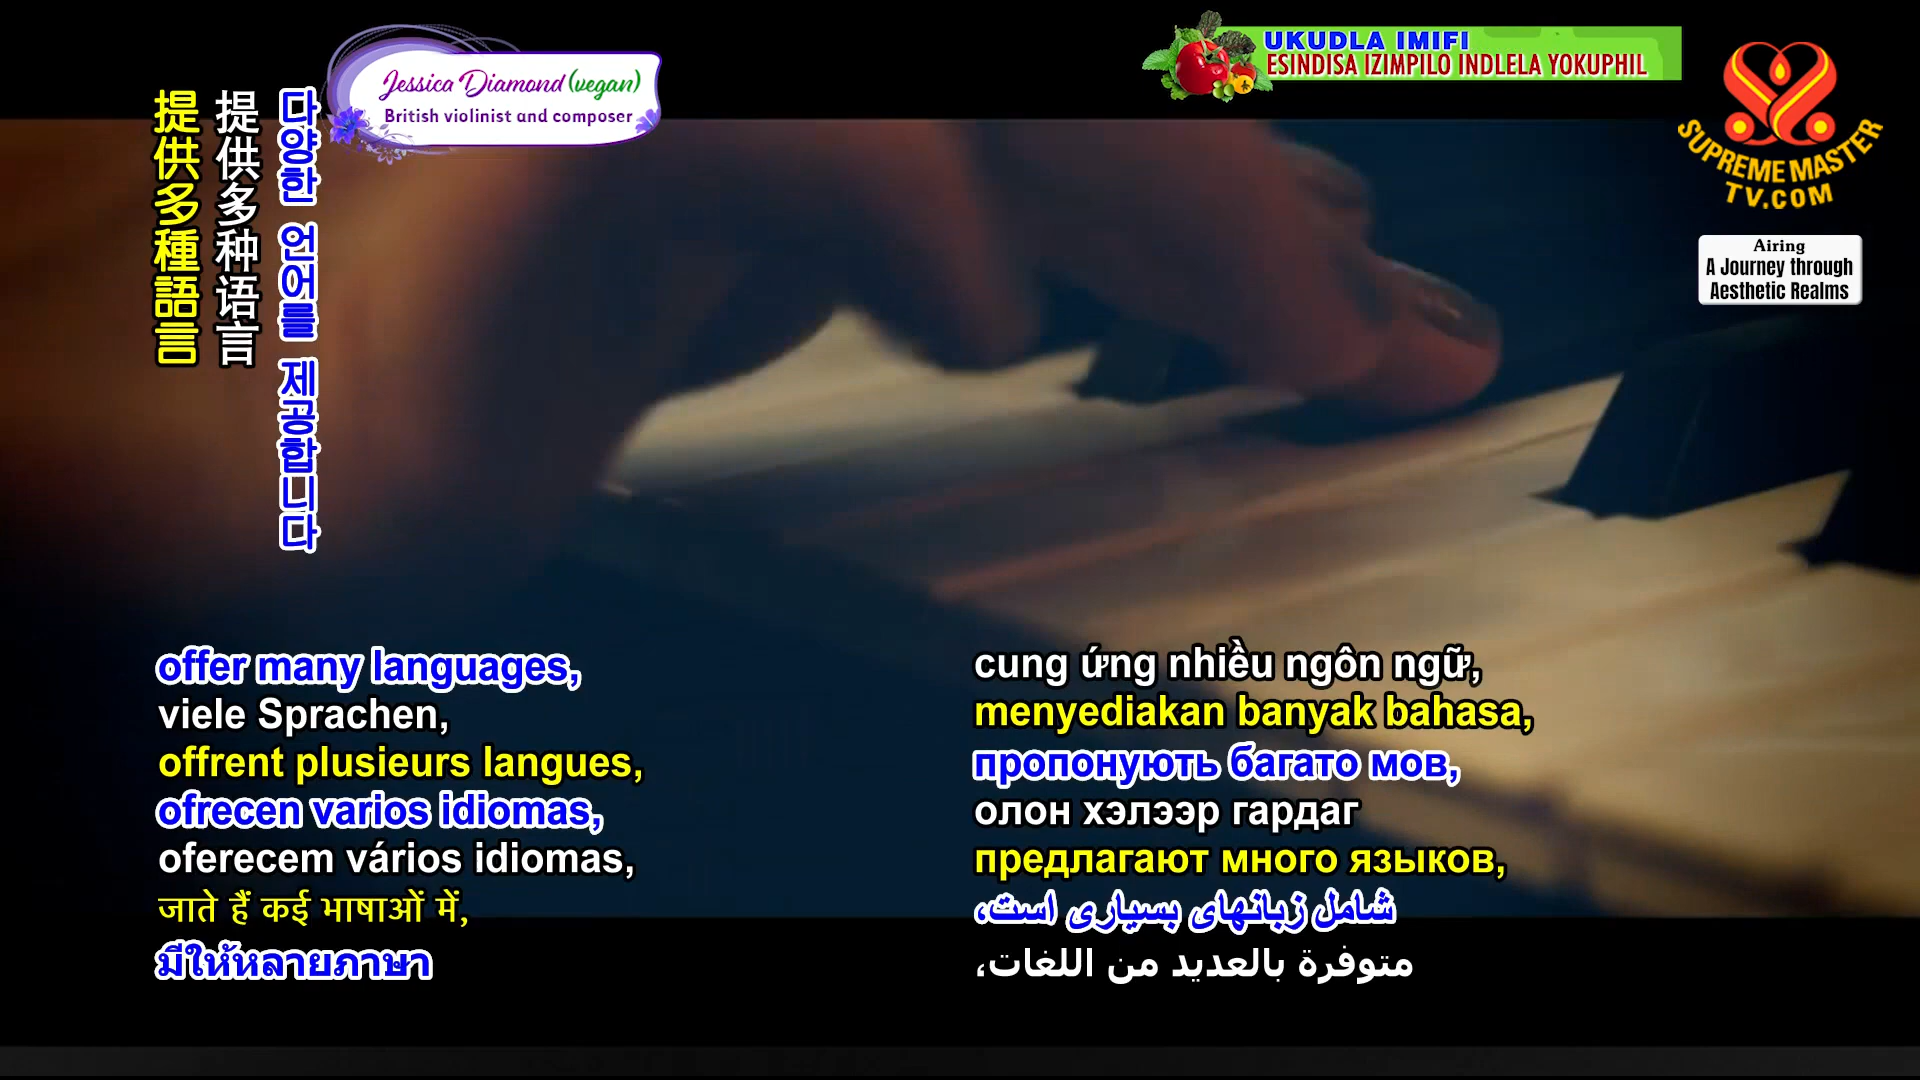 Jessica Diamond (vegan)
British violinist and composer
UKUDLA IMIFI
ESINDISA IZIMPILO INDLELA YOKUPHIL
SUPREME MASTER
TV.COM
Airing
A Journey through
Aesthetic Realms
提供多種語言
提供多种语言
다양한 언어를 제공합니다
offer many languages,
viele Sprachen,
offrent plusieurs langues,
ofrecen varios idiomas,
oferecem vários idiomas,
जाते हैं कई भाषाओं में,
มีให้หลายภาษา
cung ứng nhiều ngôn ngữ,
menyediakan banyak bahasa,
пропонують багато мов,
олон хэлээр гардаг
предлагают много языков,
شامل زبانهای بسیاری است،
متوفرة بالعديد من اللغات،